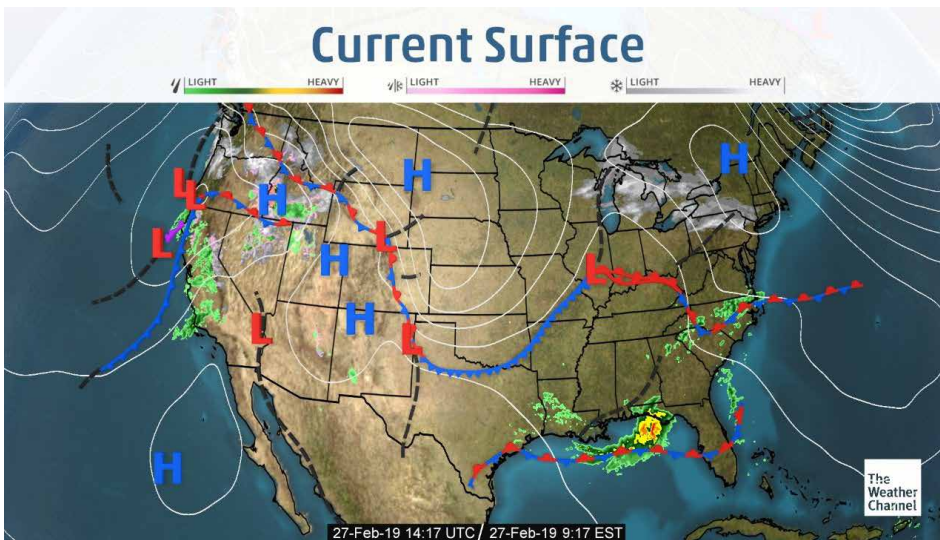 Current Surface
LIGHT HEAVY LIGHT HEAVY LIGHT HEAVY
H
H
L
L
H
L
L
H
L
H
L
L
H
The
Weather
Channel
27-Feb-19 14:17 UTC / 27-Feb-19 9:17 EST